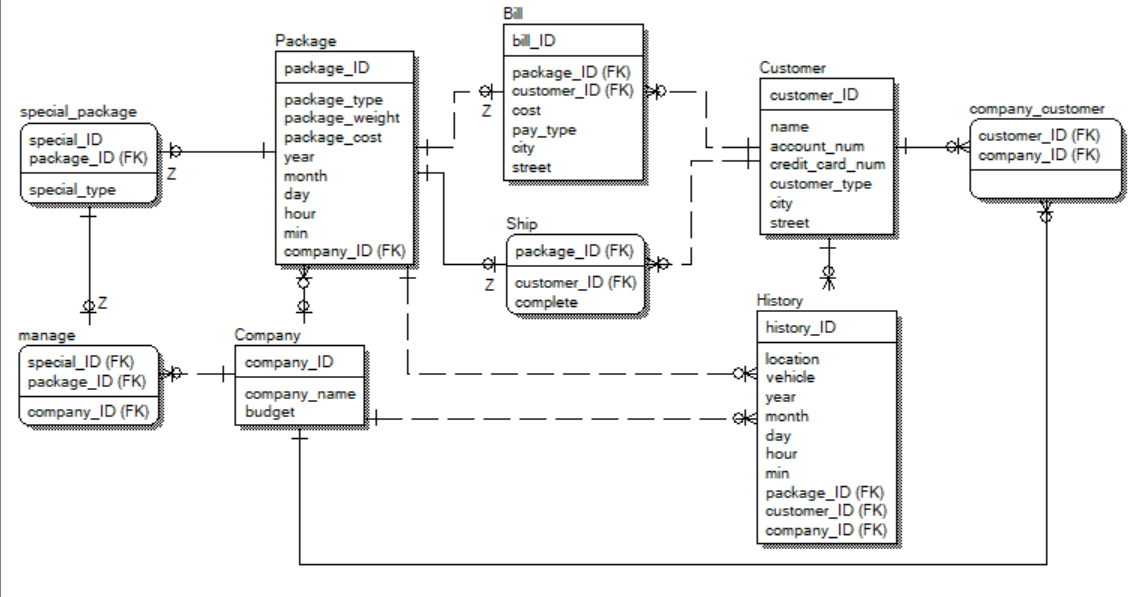 Bill
bill_ID
package_ID (FK)
customer_ID (FK)
cost
pay_type
city
street
Package
package_ID
package_type
package_weight
package_cost
year
month
day
hour
min
company_ID (FK)
Customer
customer_ID
name
account_num
credit_card_num
customer_type
city
street
company_customer
customer_ID (FK)
company_ID (FK)
special_package
special_ID
package_ID (FK)
special_type
Z
Z
Ship
package_ID (FK)
customer_ID (FK)
complete
Z
Z
manage
special_ID (FK)
package_ID (FK)
company_ID (FK)
Company
company_ID
company_name
budget
History
history_ID
location
vehicle
year
month
day
hour
min
package_ID (FK)
customer_ID (FK)
company_ID (FK)